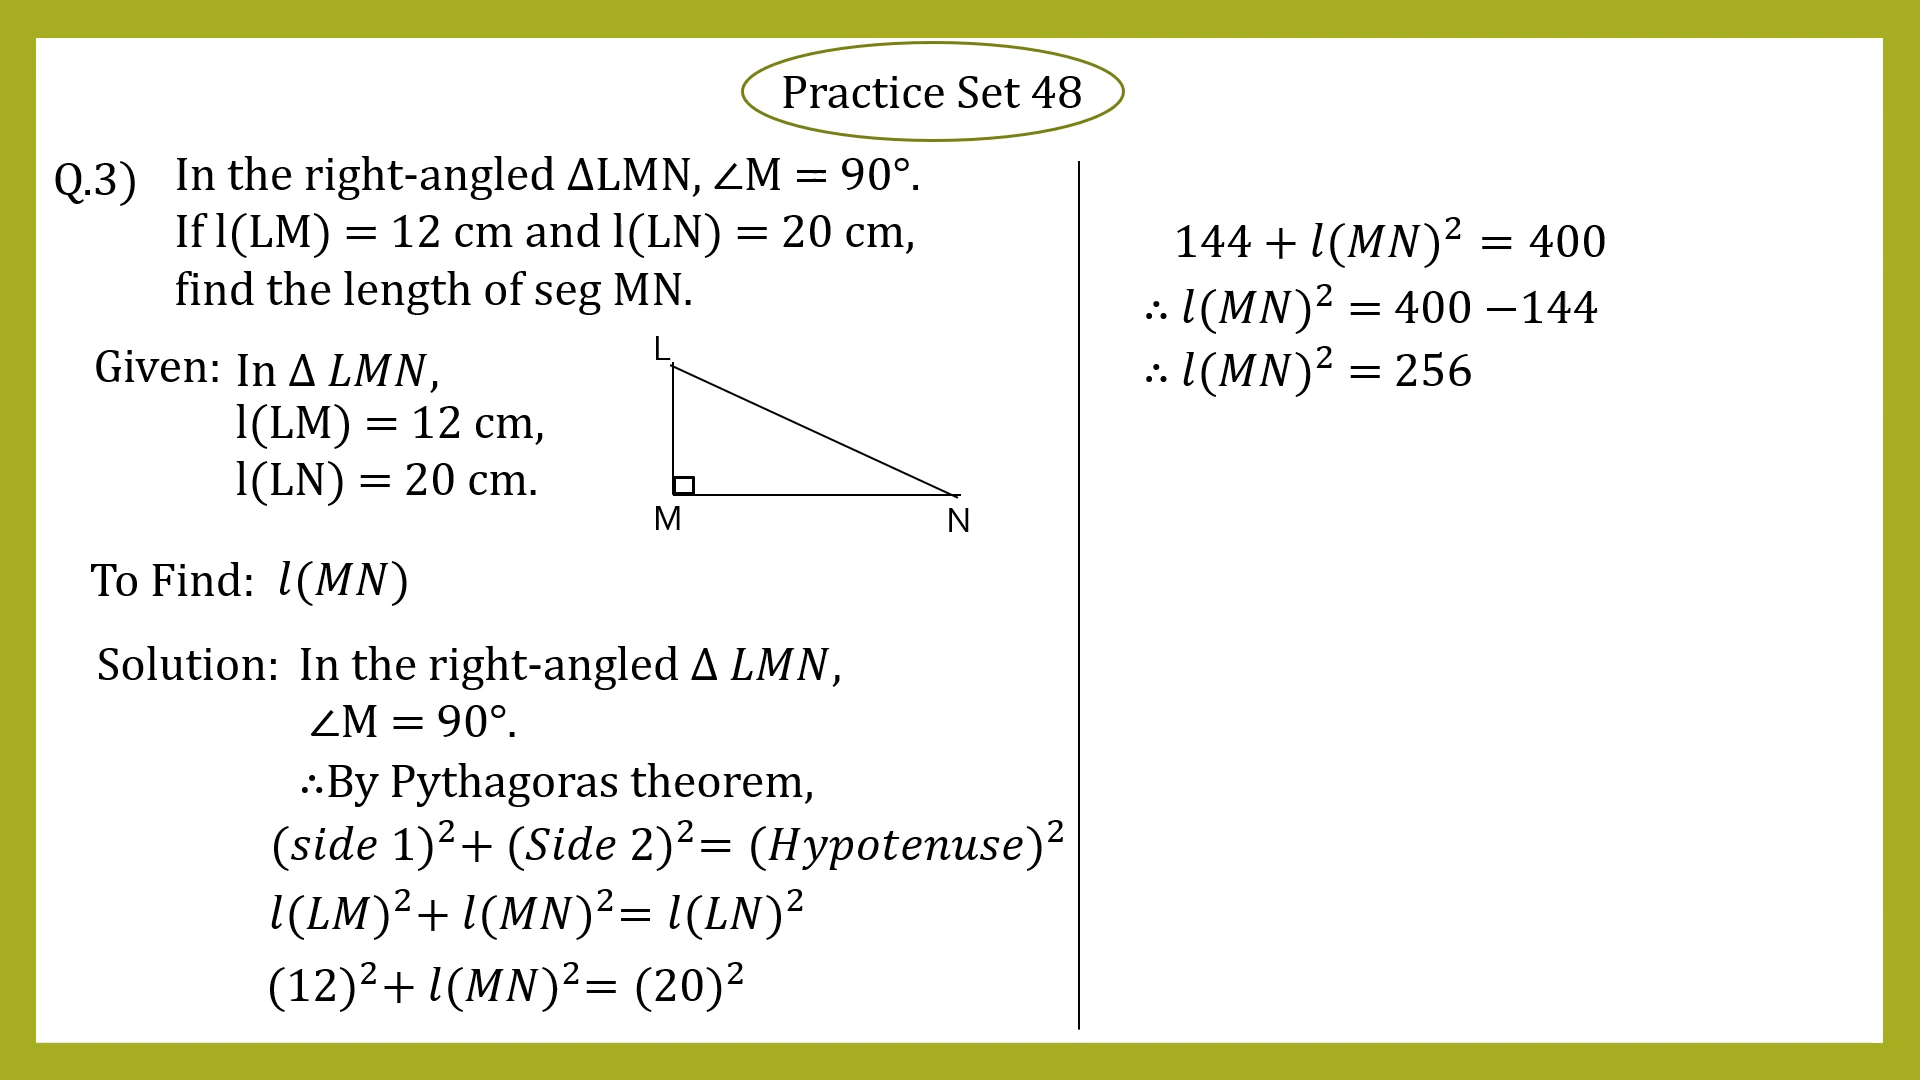 Practice Set 48
Q.3) In the right-angled ∆LMN, ∠M = 90°.
If l(LM) = 12 cm and l(LN) = 20 cm,
find the length of seg MN.
Given: In ∆ LMN,
l(LM) = 12 cm,
l(LN) = 20 cm.
L
M
N
To Find: l(MN)
Solution: In the right-angled ∆ LMN,
∠M = 90°.
∴By Pythagoras theorem,
(side 1)²+ (Side 2)²= (Hypotenuse)²
l(LM)²+ l(MN)²= l(LN)²
(12)²+ l(MN)²= (20)²
144 + l(MN)² = 400
∴ l(MN)² = 400 −144
∴ l(MN)² = 256